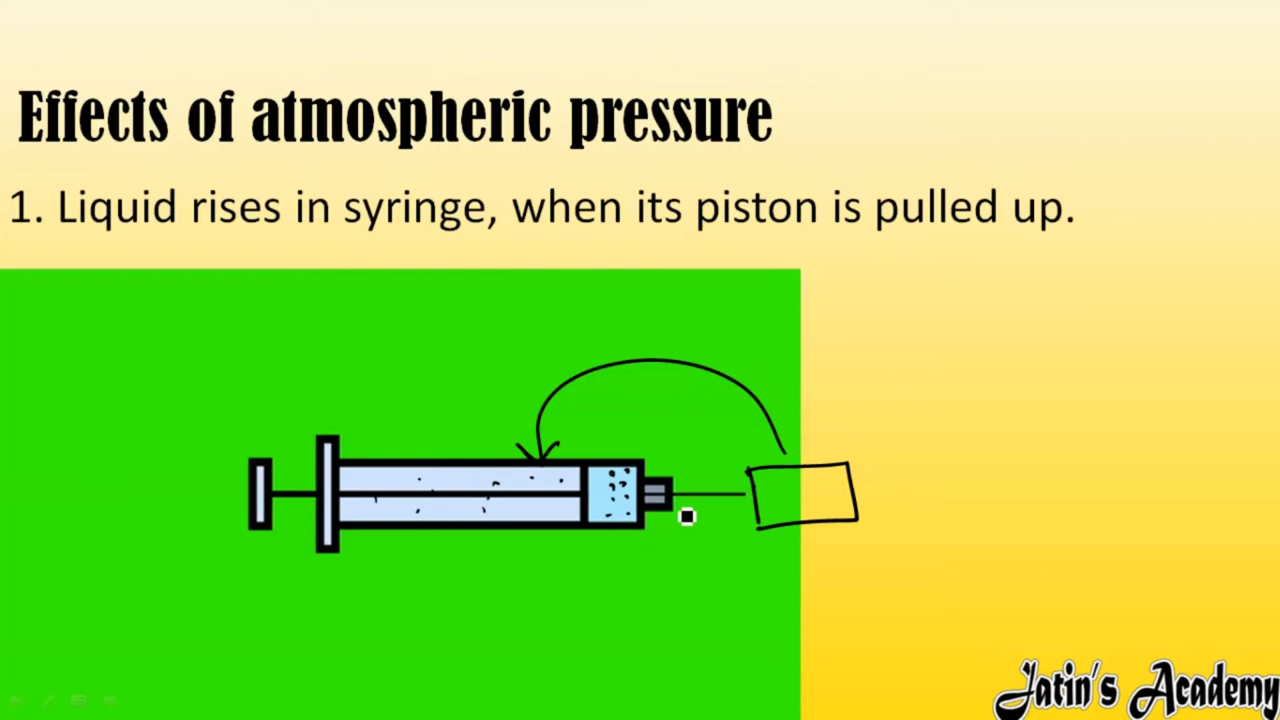 Effects of atmospheric pressure
1. Liquid rises in syringe, when its piston is pulled up.
Jatin's Academy